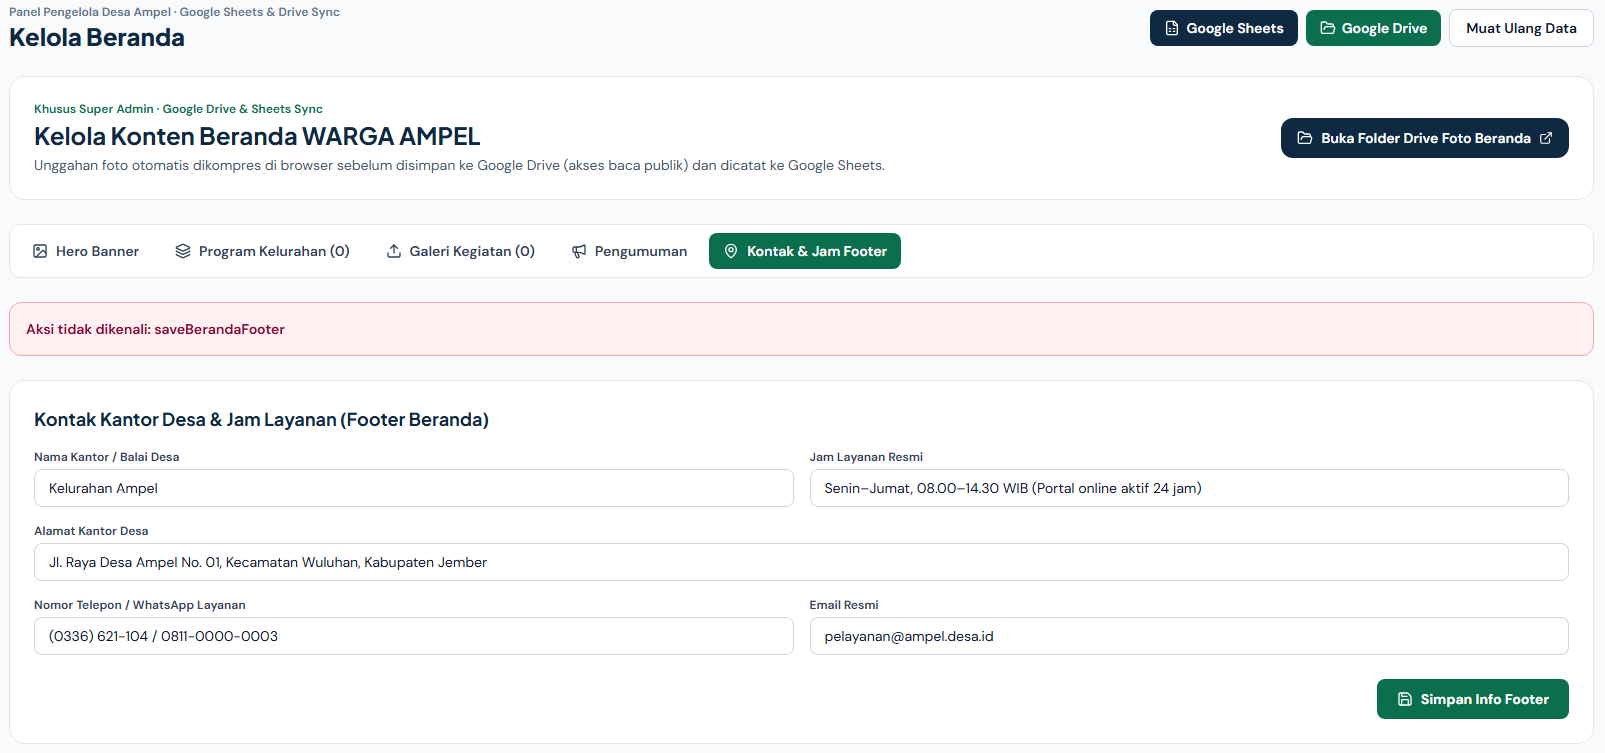 Panel Pengelola Desa Ampel · Google Sheets & Drive Sync
Kelola Beranda
Google Sheets
Google Drive
Muat Ulang Data
Khusus Super Admin · Google Drive & Sheets Sync
Kelola Konten Beranda WARGA AMPEL
Unggahan foto otomatis dikompres di browser sebelum disimpan ke Google Drive (akses baca publik) dan dicatat ke Google Sheets.
Buka Folder Drive Foto Beranda
Hero Banner
Program Kelurahan (0)
Galeri Kegiatan (0)
Pengumuman
Kontak & Jam Footer
Aksi tidak dikenali: saveBerandaFooter
Kontak Kantor Desa & Jam Layanan (Footer Beranda)
Nama Kantor / Balai Desa
Kelurahan Ampel
Jam Layanan Resmi
Senin–Jumat, 08.00–14.30 WIB (Portal online aktif 24 jam)
Alamat Kantor Desa
Jl. Raya Desa Ampel No. 01, Kecamatan Wuluhan, Kabupaten Jember
Nomor Telepon / WhatsApp Layanan
(0336) 621-104 / 0811-0000-0003
Email Resmi
pelayanan@ampel.desa.id
Simpan Info Footer